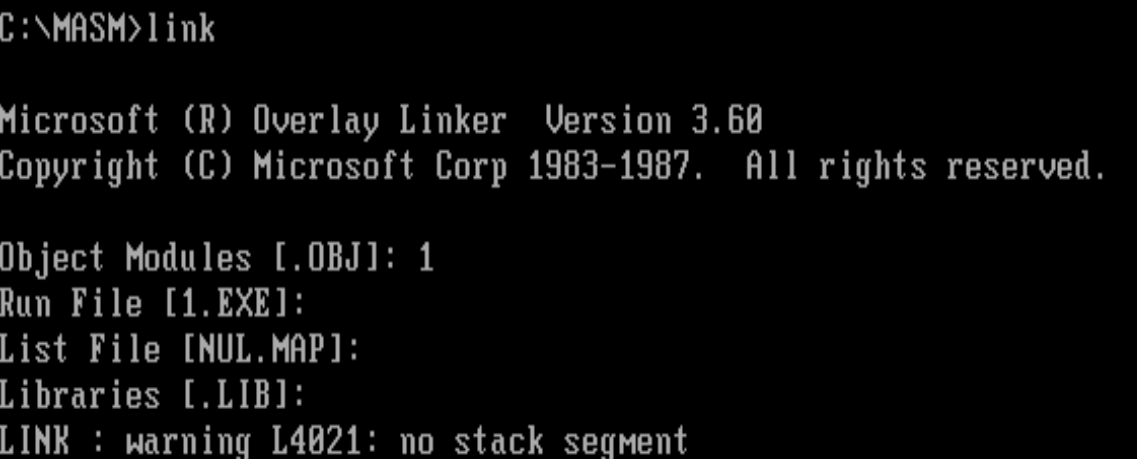 C:\MASM>link
Microsoft (R) Overlay Linker  Version 3.60
Copyright (C) Microsoft Corp 1983-1987.  All rights reserved.
Object Modules [.OBJ]: 1
Run File [1.EXE]:
List File [NUL.MAP]:
Libraries [.LIB]:
LINK : warning L4021: no stack segment